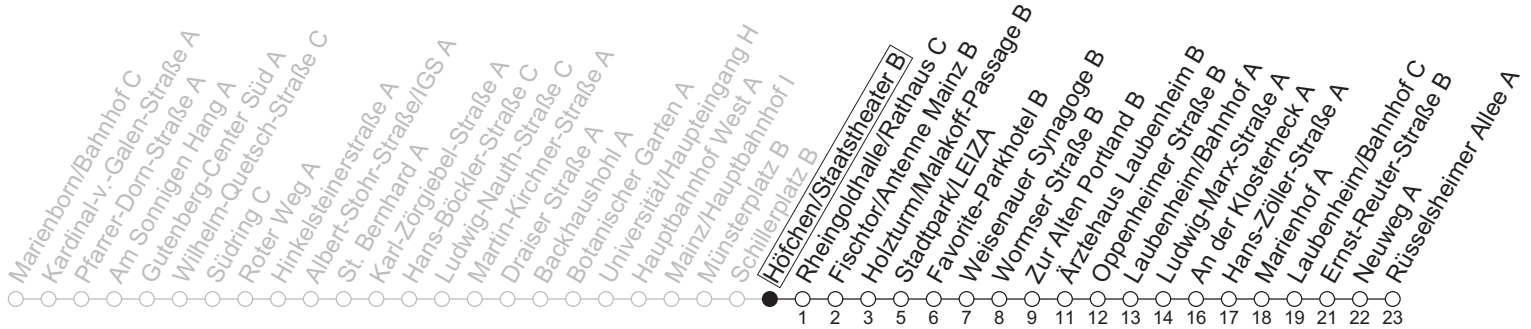 Marienborn/Bahnhof C
Kardinal-v.-Galen-Straße A
Pfarrer-Dorn-Straße A
Am Sonnigen Hang A
Gutenberg-Center Süd A
Wilhelm-Quetsch-Straße C
Südring C
Roter Weg A
Hinkelsteinerstraße A
Albert-Stohr-Straße/IGS A
St. Bernhard A
Karl-Zörgiebel-Straße A
Hans-Böckler-Straße C
Ludwig-Nauth-Straße C
Martin-Kirchner-Straße A
Draiser Straße A
Backhaushohl A
Botanischer Garten A
Universität/Haupteingang H
Hauptbahnhof West A
Mainz/Hauptbahnhof I
Münsterplatz B
Schillerplatz B
Höfchen/Staatstheater B
Rheingoldhalle/Rathaus C
Fischtor/Antenne Mainz B
Holzturm/Malakoff-Passage B
Stadtpark/LEIZA
Favorite-Parkhotel B
Weisenauer Synagoge B
Wormser Straße B
Zur Alten Portland B
Ärztehaus Laubenheim B
Oppenheimer Straße B
Laubenheim/Bahnhof A
Ludwig-Marx-Straße A
An der Klosterheck A
Hans-Zöller-Straße A
Marienhof A
Laubenheim/Bahnhof C
Ernst-Reuter-Straße B
Neuweg A
Rüsselsheimer Allee A
1 2 3 5 6 7 8 9 11 12 13 14 16 17 18 19 21 22 23